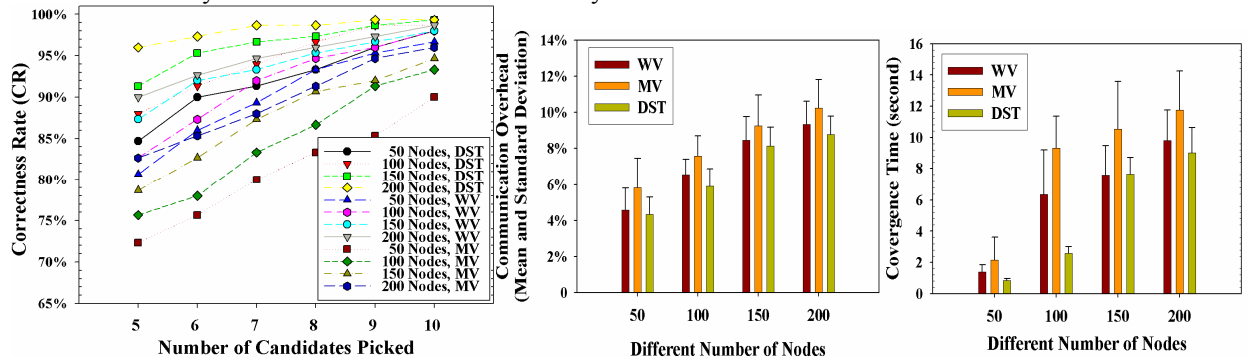 100%
95%
90%
85%
80%
75%
70%
65%
Correctness Rate (CR)
5 6 7 8 9 10
Number of Candidates Picked
50 Nodes, DST
100 Nodes, DST
150 Nodes, DST
200 Nodes, DST
50 Nodes, WV
100 Nodes, WV
150 Nodes, WV
200 Nodes, WV
50 Nodes, MV
100 Nodes, MV
150 Nodes, MV
200 Nodes, MV
Communication Overhead
(Mean and Standard Deviation)
14%
12%
10%
8%
6%
4%
2%
0
WV
MV
DST
50 100 150 200
Different Number of Nodes
Covergence Time (second)
16
14
12
10
8
6
4
2
0
WV
MV
DST
50 100 150 200
Different Number of Nodes